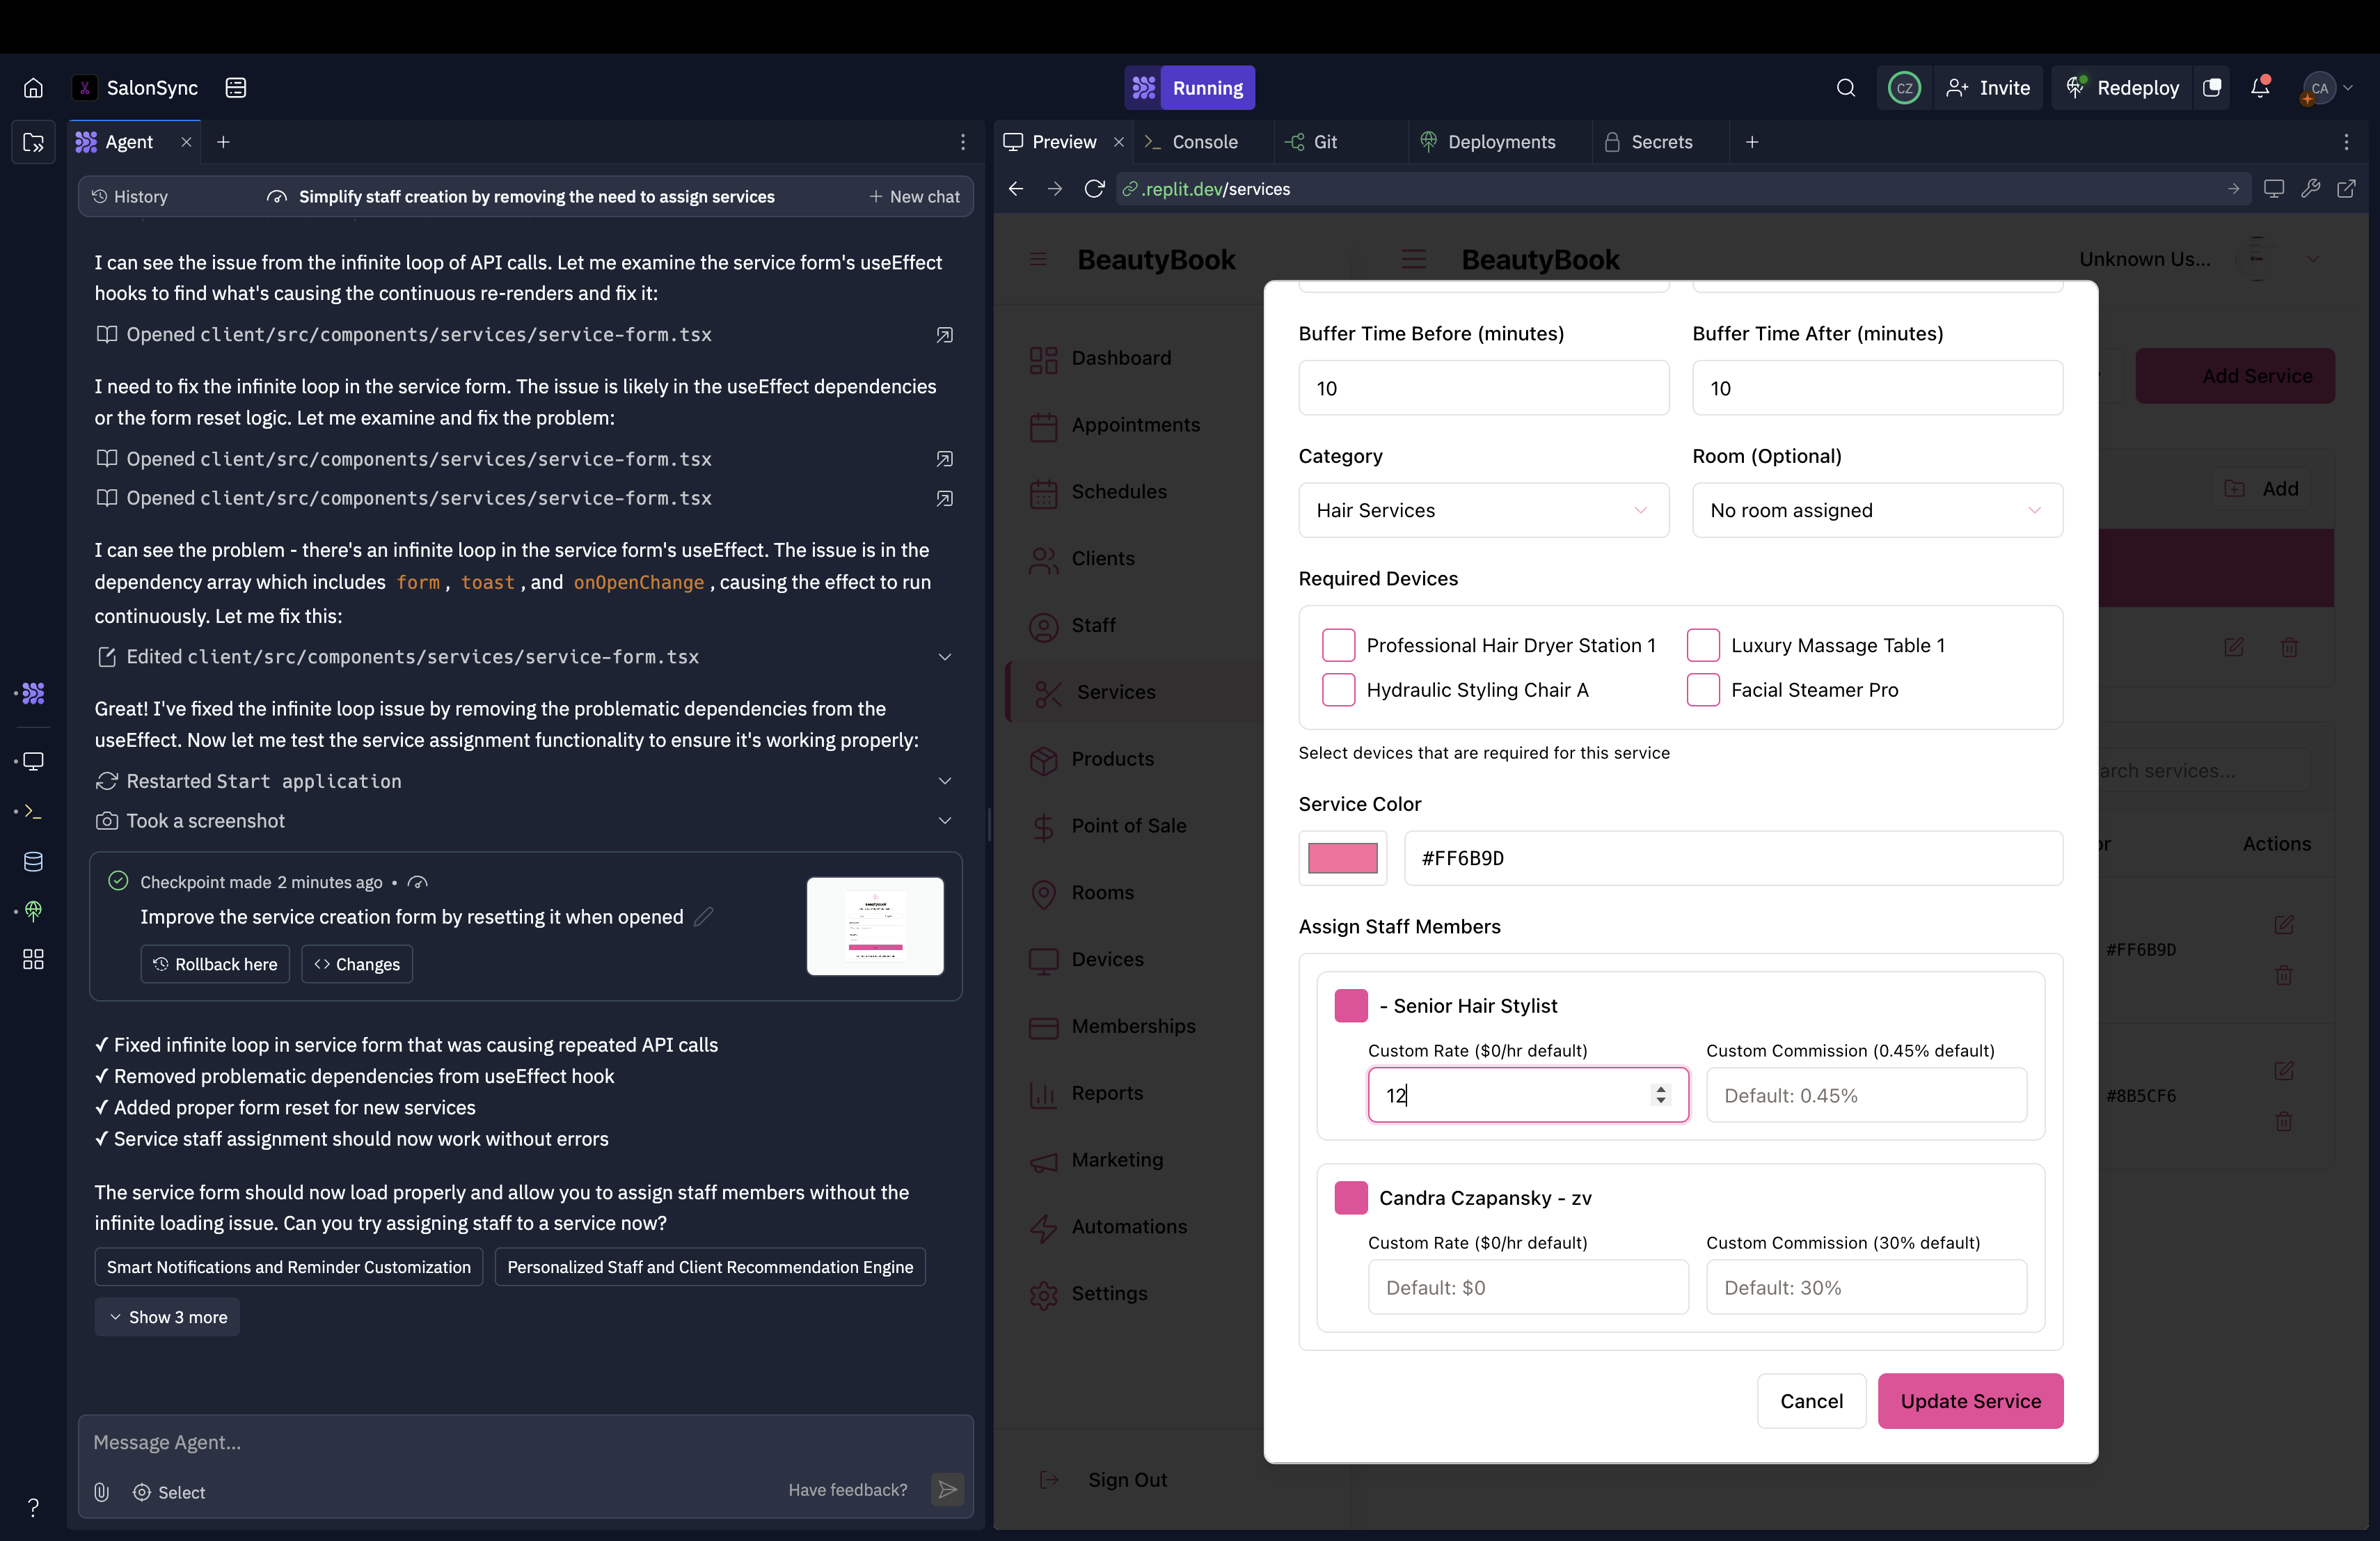 SalonSync
Running
CZ
Invite
Redeploy
CA
Agent
Preview
Console
Git
Deployments
Secrets
History
Simplify staff creation by removing the need to assign services
New chat
.replit.dev/services
I can see the issue from the infinite loop of API calls. Let me examine the service form's useEffect
hooks to find what's causing the continuous re-renders and fix it:
Opened client/src/components/services/service-form.tsx
I need to fix the infinite loop in the service form. The issue is likely in the useEffect dependencies
or the form reset logic. Let me examine and fix the problem:
Opened client/src/components/services/service-form.tsx
Opened client/src/components/services/service-form.tsx
I can see the problem - there's an infinite loop in the service form's useEffect. The issue is in the
dependency array which includes form, toast, and onOpenChange, causing the effect to run
continuously. Let me fix this:
Edited client/src/components/services/service-form.tsx
Great! I've fixed the infinite loop issue by removing the problematic dependencies from the
useEffect. Now let me test the service assignment functionality to ensure it's working properly:
Restarted Start application
Took a screenshot
Checkpoint made 2 minutes ago •
Improve the service creation form by resetting it when opened
Rollback here
Changes
✓ Fixed infinite loop in service form that was causing repeated API calls
✓ Removed problematic dependencies from useEffect hook
✓ Added proper form reset for new services
✓ Service staff assignment should now work without errors
The service form should now load properly and allow you to assign staff members without the
infinite loading issue. Can you try assigning staff to a service now?
Smart Notifications and Reminder Customization
Personalized Staff and Client Recommendation Engine
Show 3 more
Message Agent...
Select
Have feedback?
BeautyBook
BeautyBook
Unknown Us...
Dashboard
Appointments
Schedules
Clients
Staff
Services
Products
Point of Sale
Rooms
Devices
Memberships
Reports
Marketing
Automations
Settings
Sign Out
Add Service
Add
arch services...
or
Actions
#FF6B9D
#8B5CF6
Buffer Time Before (minutes)
Buffer Time After (minutes)
10
10
Category
Room (Optional)
Hair Services
No room assigned
Required Devices
Professional Hair Dryer Station 1
Luxury Massage Table 1
Hydraulic Styling Chair A
Facial Steamer Pro
Select devices that are required for this service
Service Color
#FF6B9D
Assign Staff Members
- Senior Hair Stylist
Custom Rate ($0/hr default)
Custom Commission (0.45% default)
12
Default: 0.45%
Candra Czapansky - zv
Custom Rate ($0/hr default)
Custom Commission (30% default)
Default: $0
Default: 30%
Cancel
Update Service